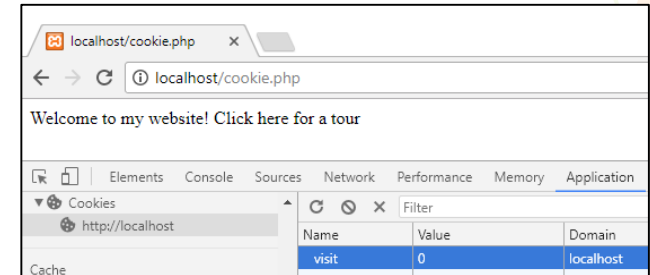 localhost/cookie.php
localhost/cookie.php
Welcome to my website! Click here for a tour
Elements Console Sources Network Performance Memory Application
Cookies
http://localhost
Cache
Filter
Name Value Domain
visit 0 localhost